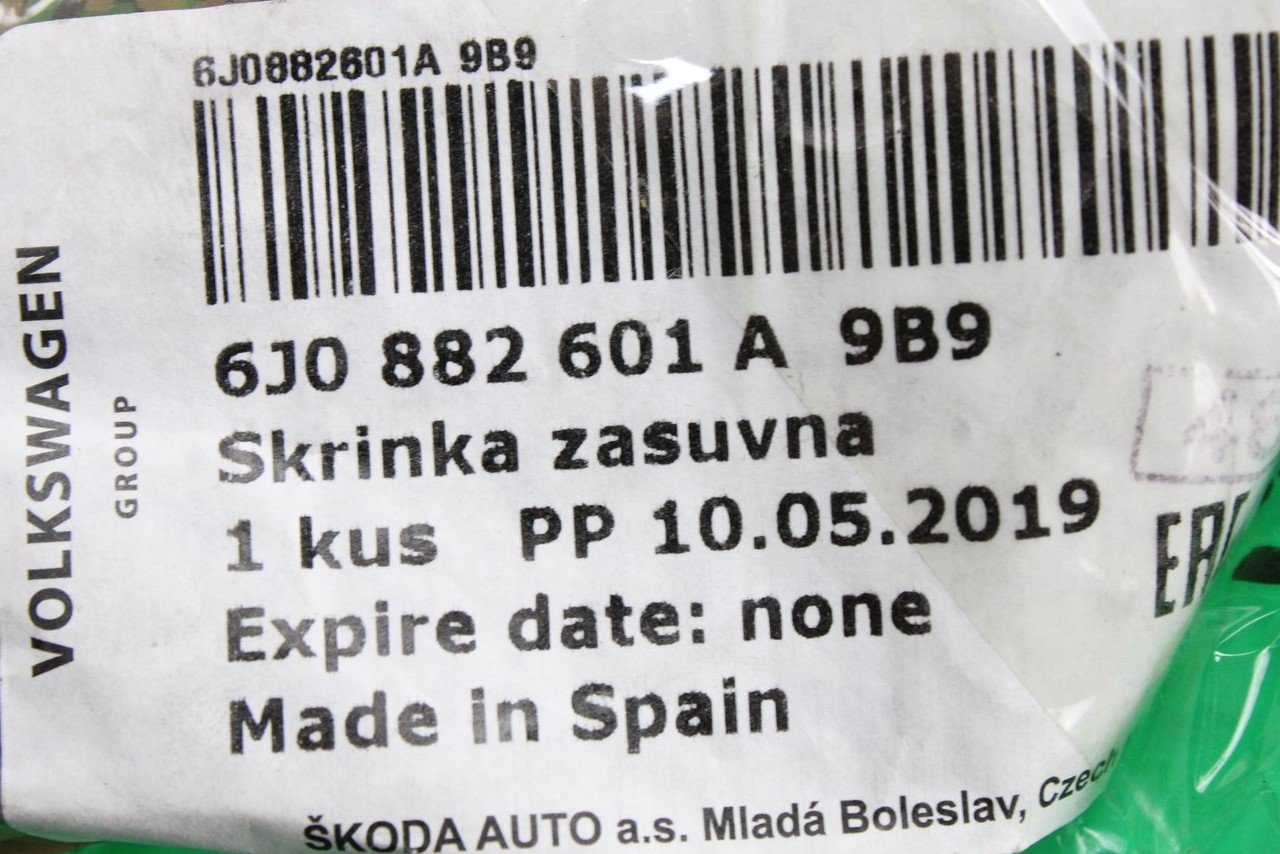 6J0882601A 9B9
6J0 882 601 A 9B9
Skrinka zasuvna
1 kus PP 10.05.2019
Expire date: none
Made in Spain
ŠKODA AUTO a.s. Mladá Boleslav, Czech
VOLKSWAGEN
GROUP